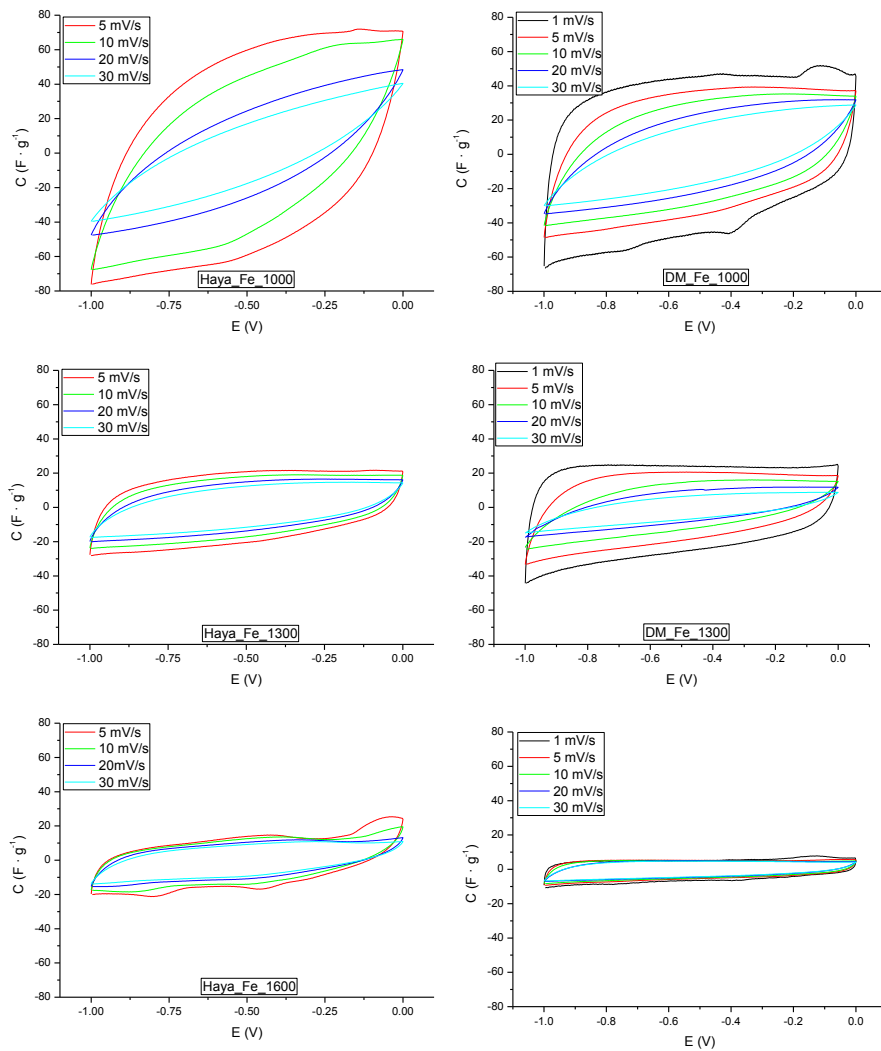 5 mV/s
10 mV/s
20 mV/s
30 mV/s
80
60
40
20
0
-20
-40
-60
-80
C (F · g⁻¹)
Haya_Fe_1000
-1.00 -0.75 -0.50 -0.25 0.00
E (V)
1 mV/s
5 mV/s
10 mV/s
20 mV/s
30 mV/s
80
60
40
20
0
-20
-40
-60
-80
C (F · g⁻¹)
DM_Fe_1000
-1.0 -0.8 -0.6 -0.4 -0.2 0.0
E (V)
5 mV/s
10 mV/s
20 mV/s
30 mV/s
80
60
40
20
0
-20
-40
-60
-80
C (F · g⁻¹)
Haya_Fe_1300
-1.00 -0.75 -0.50 -0.25 0.00
E (V)
1 mV/s
5 mV/s
10 mV/s
20 mV/s
30 mV/s
80
60
40
20
0
-20
-40
-60
-80
C (F · g⁻¹)
DM_Fe_1300
-1.0 -0.8 -0.6 -0.4 -0.2 0.0
E (V)
5 mV/s
10 mV/s
20mV/s
30 mV/s
80
60
40
20
0
-20
-40
-60
-80
C (F · g⁻¹)
Haya_Fe_1600
-1.00 -0.75 -0.50 -0.25 0.00
E (V)
1 mV/s
5 mV/s
10 mV/s
20 mV/s
30 mV/s
80
60
40
20
0
-20
-40
-60
-80
C (F · g⁻¹)
-1.0 -0.8 -0.6 -0.4 -0.2 0.0
E (V)